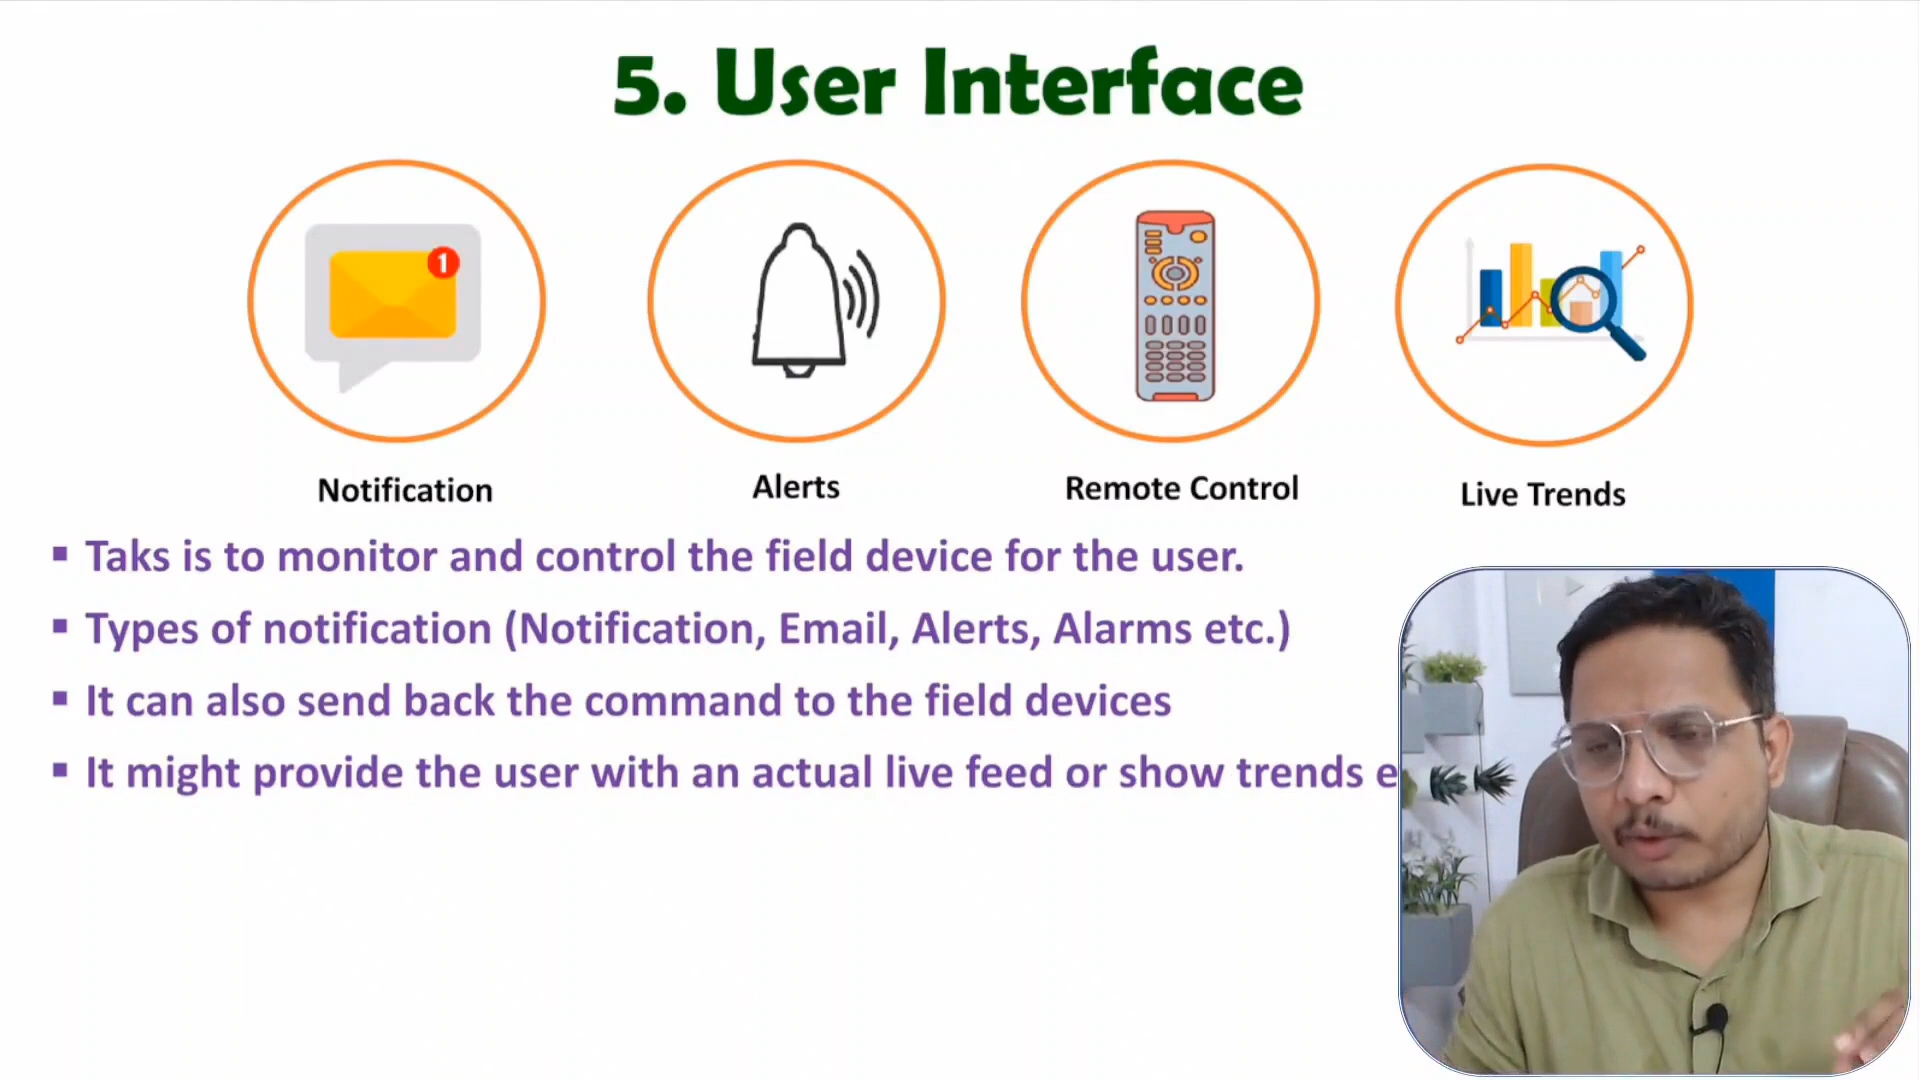 5. User Interface
1
Notification
Alerts
Remote Control
Live Trends
▪ Taks is to monitor and control the field device for the user.
▪ Types of notification (Notification, Email, Alerts, Alarms etc.)
▪ It can also send back the command to the field devices
▪ It might provide the user with an actual live feed or show trends e